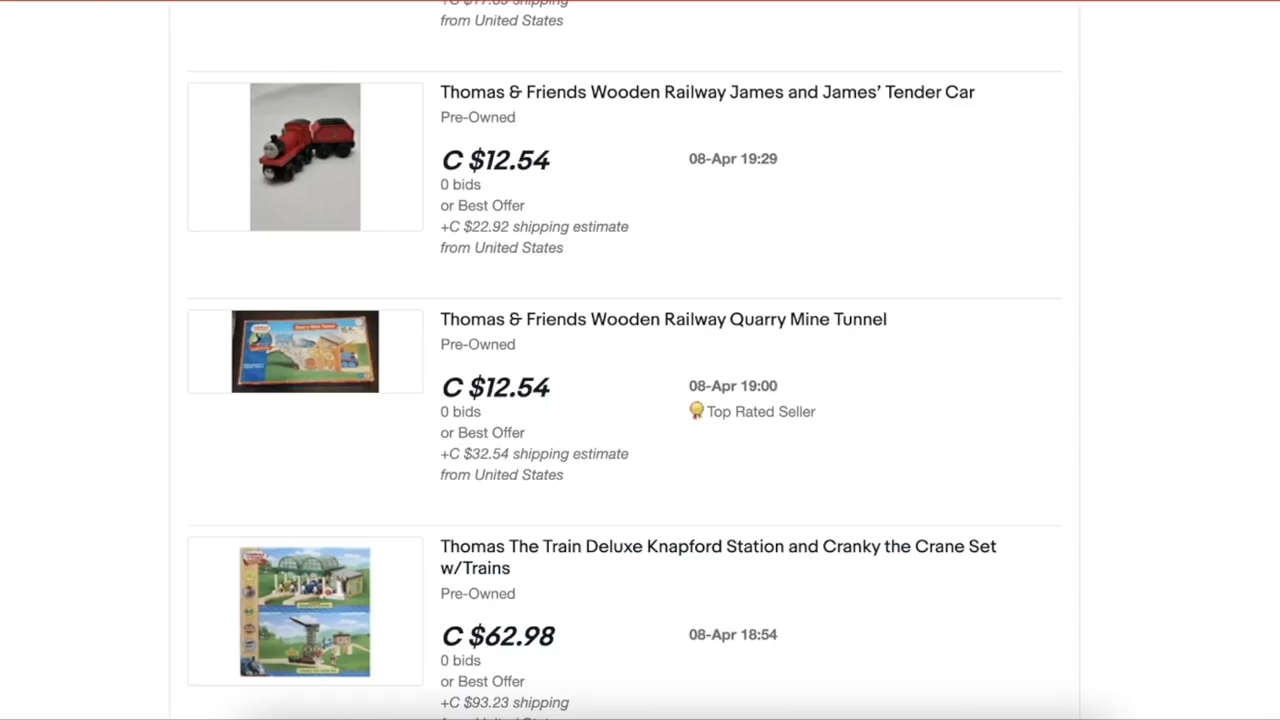 from United States
Thomas & Friends Wooden Railway James and James’ Tender Car
Pre-Owned
C $12.54
08-Apr 19:29
0 bids
or Best Offer
+C $22.92 shipping estimate
from United States
Thomas & Friends Wooden Railway Quarry Mine Tunnel
Pre-Owned
C $12.54
08-Apr 19:00
0 bids
Top Rated Seller
or Best Offer
+C $32.54 shipping estimate
from United States
Thomas The Train Deluxe Knapford Station and Cranky the Crane Set
w/Trains
Pre-Owned
C $62.98
08-Apr 18:54
0 bids
or Best Offer
+C $93.23 shipping